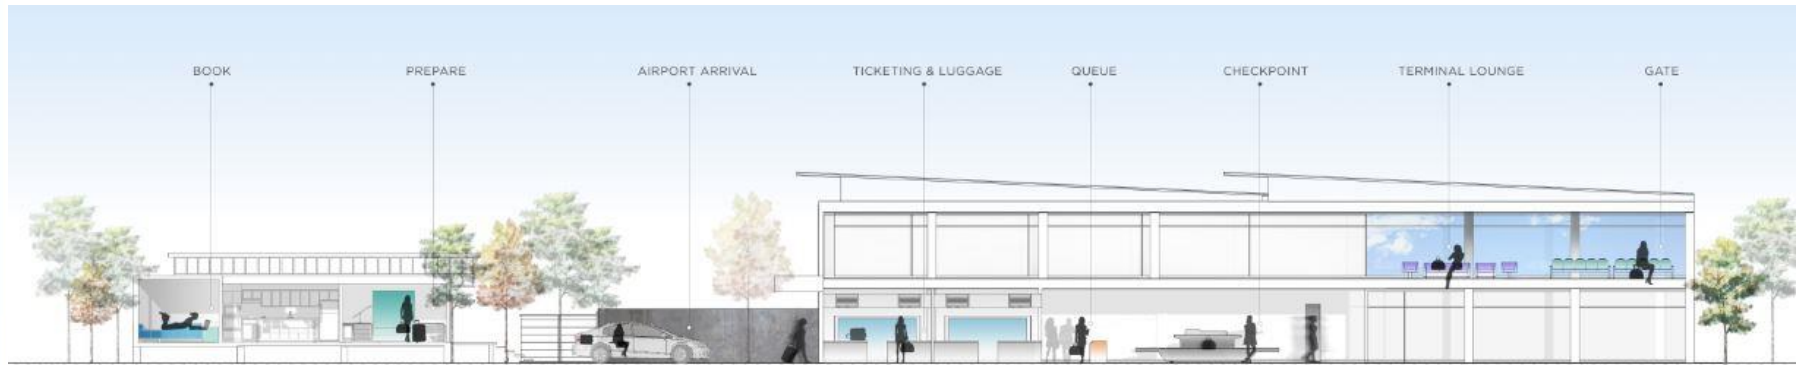 BOOK
PREPARE
AIRPORT ARRIVAL
TICKETING & LUGGAGE
QUEUE
CHECKPOINT
TERMINAL LOUNGE
GATE